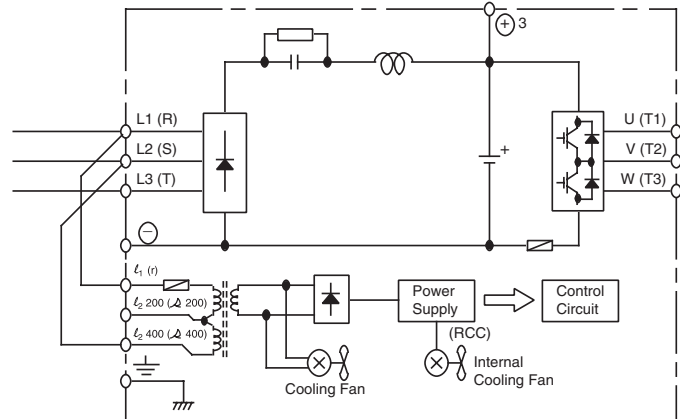 + 3
L1 (R)
U (T1)
L2 (S)
V (T2)
+
L3 (T)
W (T3)
−
ℓ1 (r)
ℓ2 200 (200)
Power Supply
Control Circuit
ℓ2 400 (400)
(RCC)
Cooling Fan
Internal Cooling Fan